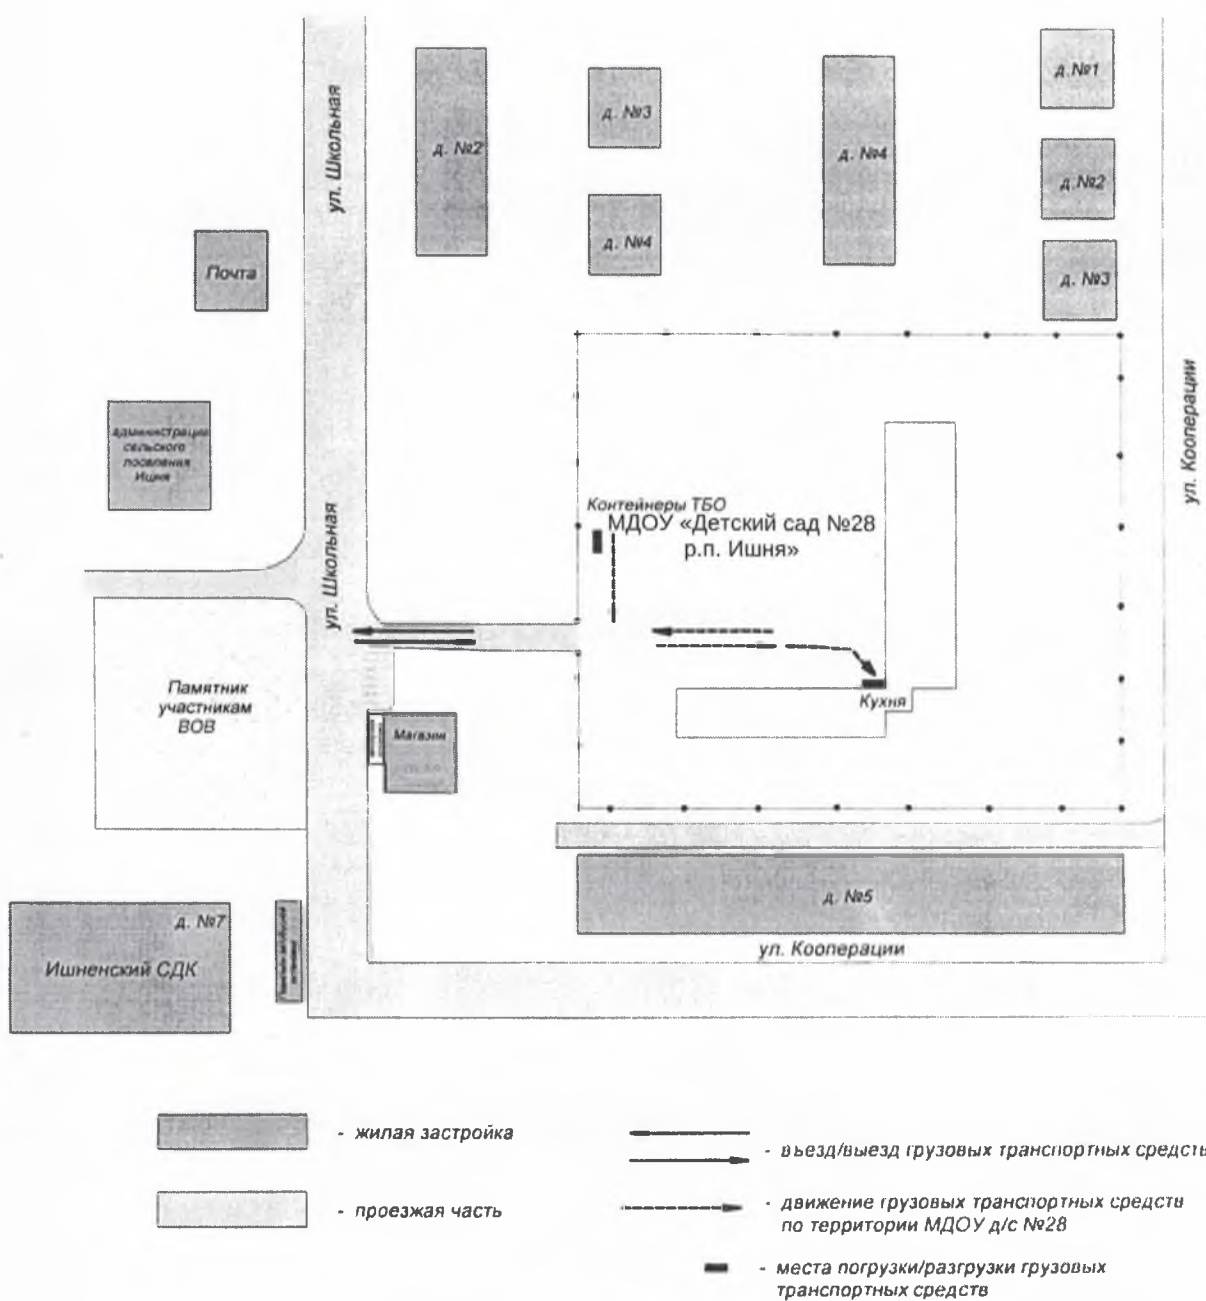 ул. Школьная
д. №2
д. №3
д. №4
д. №4
д.№1
д.№2
д. №3
Почта
администрация
сельского
поселения
Ишня
ул. Кооперации
Контейнеры ТБО
МДОУ «Детский сад №28
р.п. Ишня»
ул. Школьная
Памятник
участникам
ВОВ
Кухня
Магазин
д. №5
ул. Кооперации
д. №7
Ишненский СДК
- жилая застройка
- проезжая часть
- въезд/выезд грузовых транспортных средств
- движение грузовых транспортных средств
по территории МДОУ д/с №28
- места погрузки/разгрузки грузовых
транспортных средств